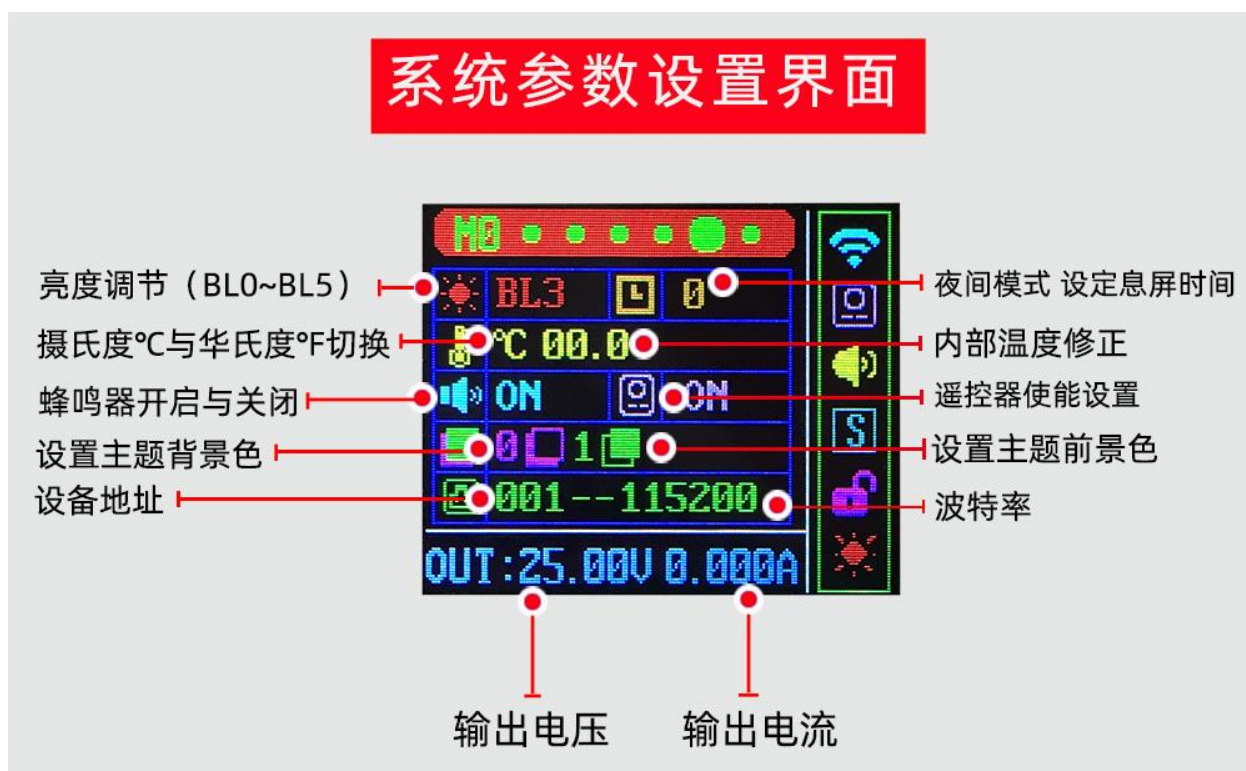 系统参数设置界面
M0
亮度调节（BL0~BL5）
BL3
0
夜间模式 设定息屏时间
摄氏度℃与华氏度°F切换
℃ 00.0
内部温度修正
蜂鸣器开启与关闭
ON
ON
遥控器使能设置
设置主题背景色
0
1
设置主题前景色
S
设备地址
001--115200
波特率
OUT:25.00V 0.000A
输出电压
输出电流